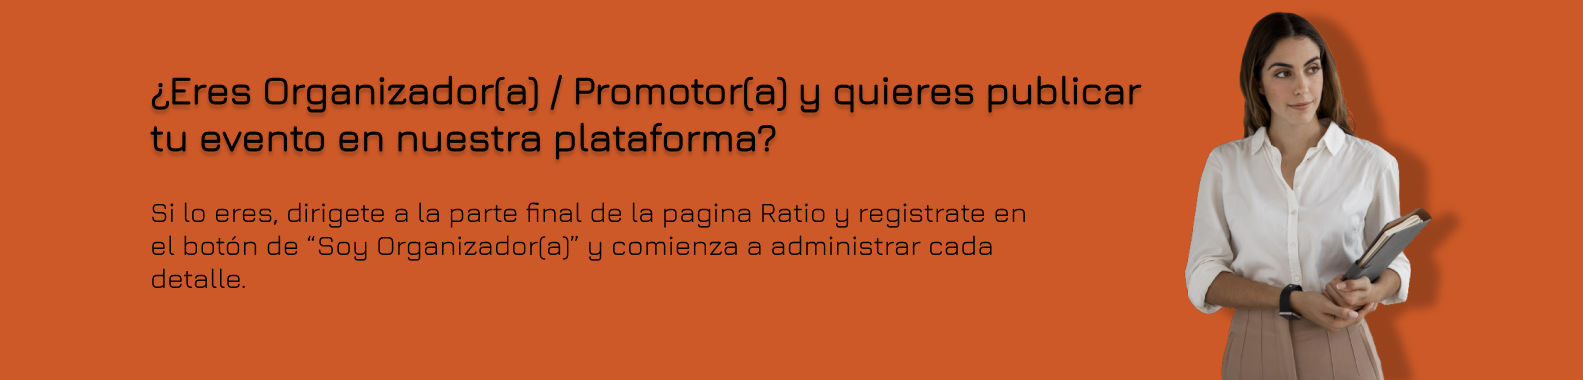 ¿Eres Organizador(a) / Promotor(a) y quieres publicar
tu evento en nuestra plataforma?
Si lo eres, dirigete a la parte final de la pagina Ratio y registrate en
el botón de “Soy Organizador(a)” y comienza a administrar cada
detalle.